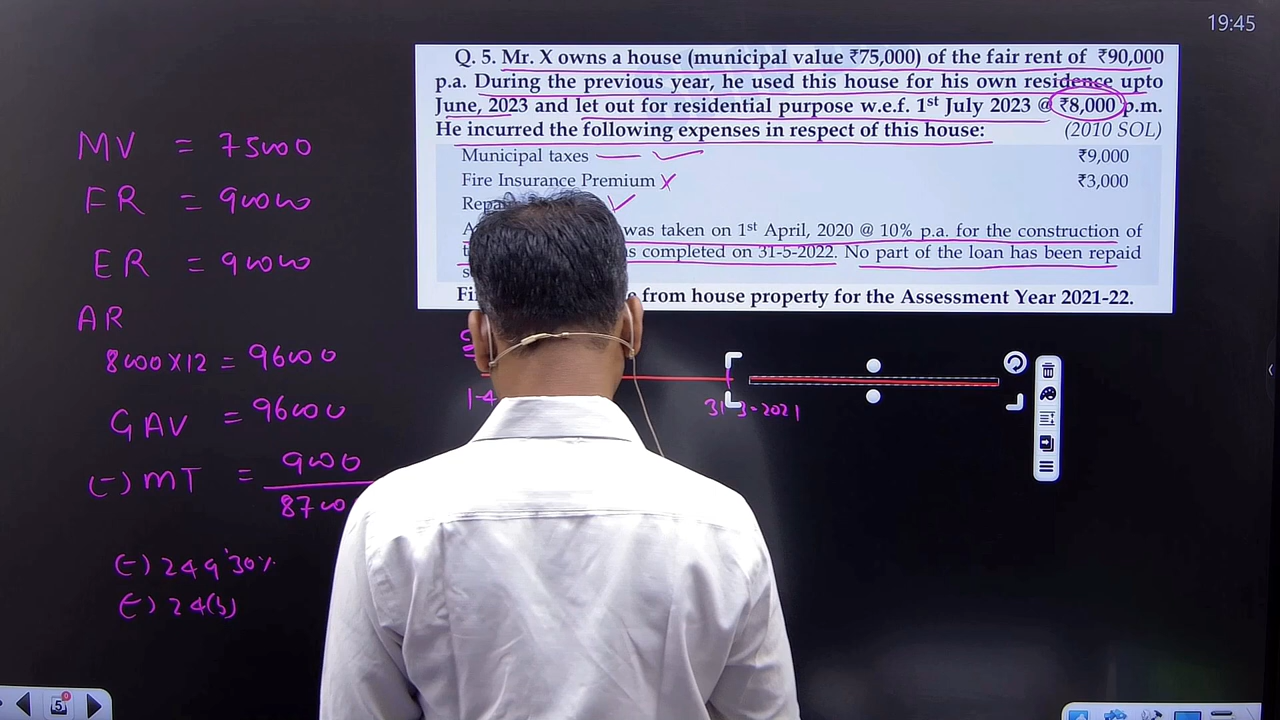 19:45
Q. 5. Mr. X owns a house (municipal value ₹75,000) of the fair rent of ₹90,000
p.a. During the previous year, he used this house for his own residence upto
June, 2023 and let out for residential purpose w.e.f. 1st July 2023 @ ₹8,000 p.m.
He incurred the following expenses in respect of this house: (2010 SOL)
Municipal taxes ₹9,000
Fire Insurance Premium ₹3,000
was taken on 1st April, 2020 @ 10% p.a. for the construction of
completed on 31-5-2022. No part of the loan has been repaid
from house property for the Assessment Year 2021-22.
MV = 75000
FR = 90000
ER = 90000
AR
8000×12 = 96000
GAV = 96000
(-) MT = 9000
8700
(-) 24a 30%
(-) 24(b)
1-4
31-3-2021
5